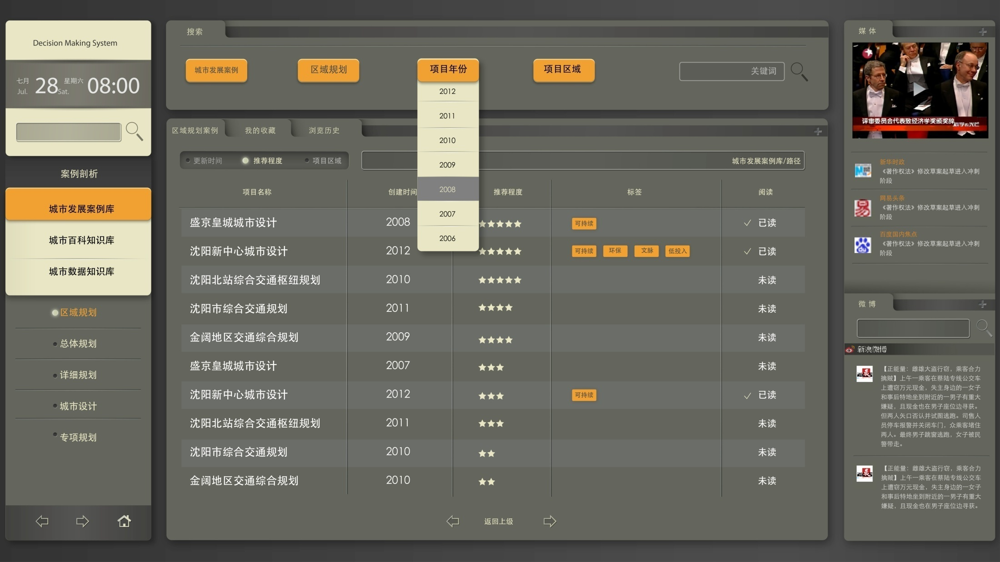 Decision Making System
七月
Jul.
28
星期六
Sat.
08:00
案例剖析
城市发展案例库
城市百科知识库
城市数据知识库
区域规划
总体规划
详细规划
城市设计
专项规划
搜索
城市发展案例
区域规划
项目年份
项目区域
关键词
2012
2011
2010
2009
2008
2007
2006
区域规划案例
我的收藏
浏览历史
更新时间
推荐程度
项目区域
城市发展案例库/路径
项目名称 创建时间 推荐程度 标签 阅读
盛京皇城城市设计 2008 ★★★★★ 可持续 ✓ 已读
沈阳新中心城市设计 2012 ★★★★★ 可持续 环保 文脉 低投入 ✓ 已读
沈阳北站综合交通枢纽规划 2010 ★★★★★ 未读
沈阳市综合交通规划 2011 ★★★★ 未读
金阔地区交通综合规划 2009 ★★★★ 未读
盛京皇城城市设计 2007 ★★★ 未读
沈阳新中心城市设计 2012 ★★★ 可持续 ✓ 已读
沈阳北站综合交通枢纽规划 2011 ★★★ 未读
沈阳市综合交通规划 2010 ★★ 未读
金阔地区交通综合规划 2010 ★★ 未读
返回上级
媒体
评审委员会代表致经济学奖颁奖辞
科学的光芒
新华时政
《著作权法》修改草案起草进入冲刺
阶段
网易头条
《著作权法》修改草案起草进入冲刺
阶段
百度国内焦点
《著作权法》修改草案起草进入冲刺
阶段
微博
新浪微博
【正能量：雌雄大盗行窃，乘客合力
擒贼】上午一乘客在蔡陆专线公交车
上遭窃万元现金，失主身边的一女子
和事后特地坐到附近的一男子有重大
嫌疑，且现金也在男子座位边寻获。
但两人矢口否认并试图逃跑。司售人
员停车报警并关闭车门，众乘客堵住
两人。最终男子跳窗逃跑，女子被民
警带走。
【正能量：雌雄大盗行窃，乘客合力
擒贼】上午一乘客在蔡陆专线公交车
上遭窃万元现金，失主身边的一女子
和事后特地坐到附近的一男子有重大
嫌疑，且现金也在男子座位边寻获。